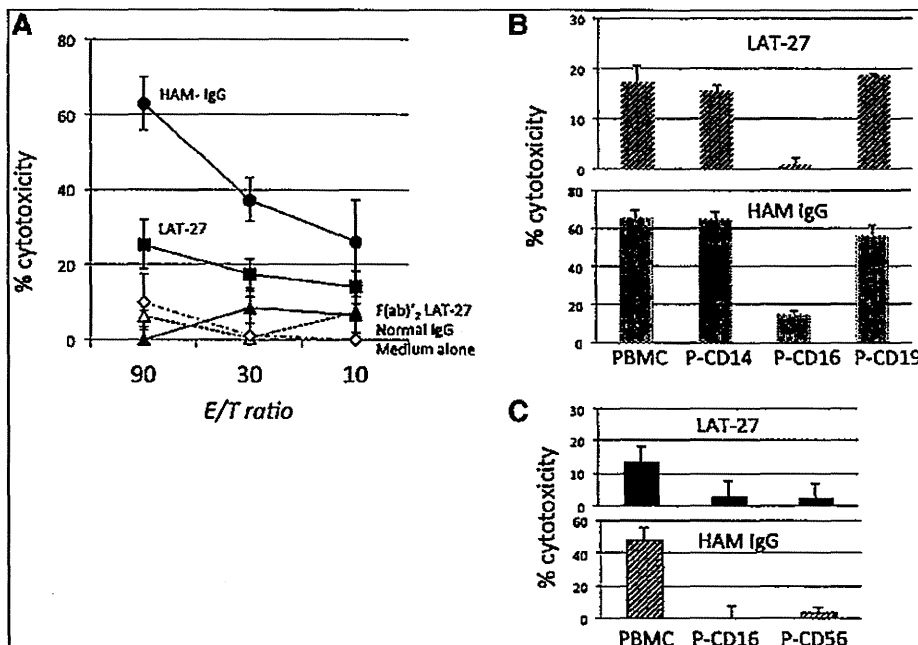 A
80
60
40
20
0
% cytotoxicity
HAM- IgG
LAT-27
F(ab)'2 LAT-27
Normal IgG
Medium alone
90 30 10
E/T ratio
B
30
20
10
0
LAT-27
% cytotoxicity
80
60
40
20
0
HAM IgG
PBMC P-CD14 P-CD16 P-CD19
C
30
20
10
0
LAT-27
% cytotoxicity
60
40
20
0
HAM IgG
PBMC P-CD16 P-CD56